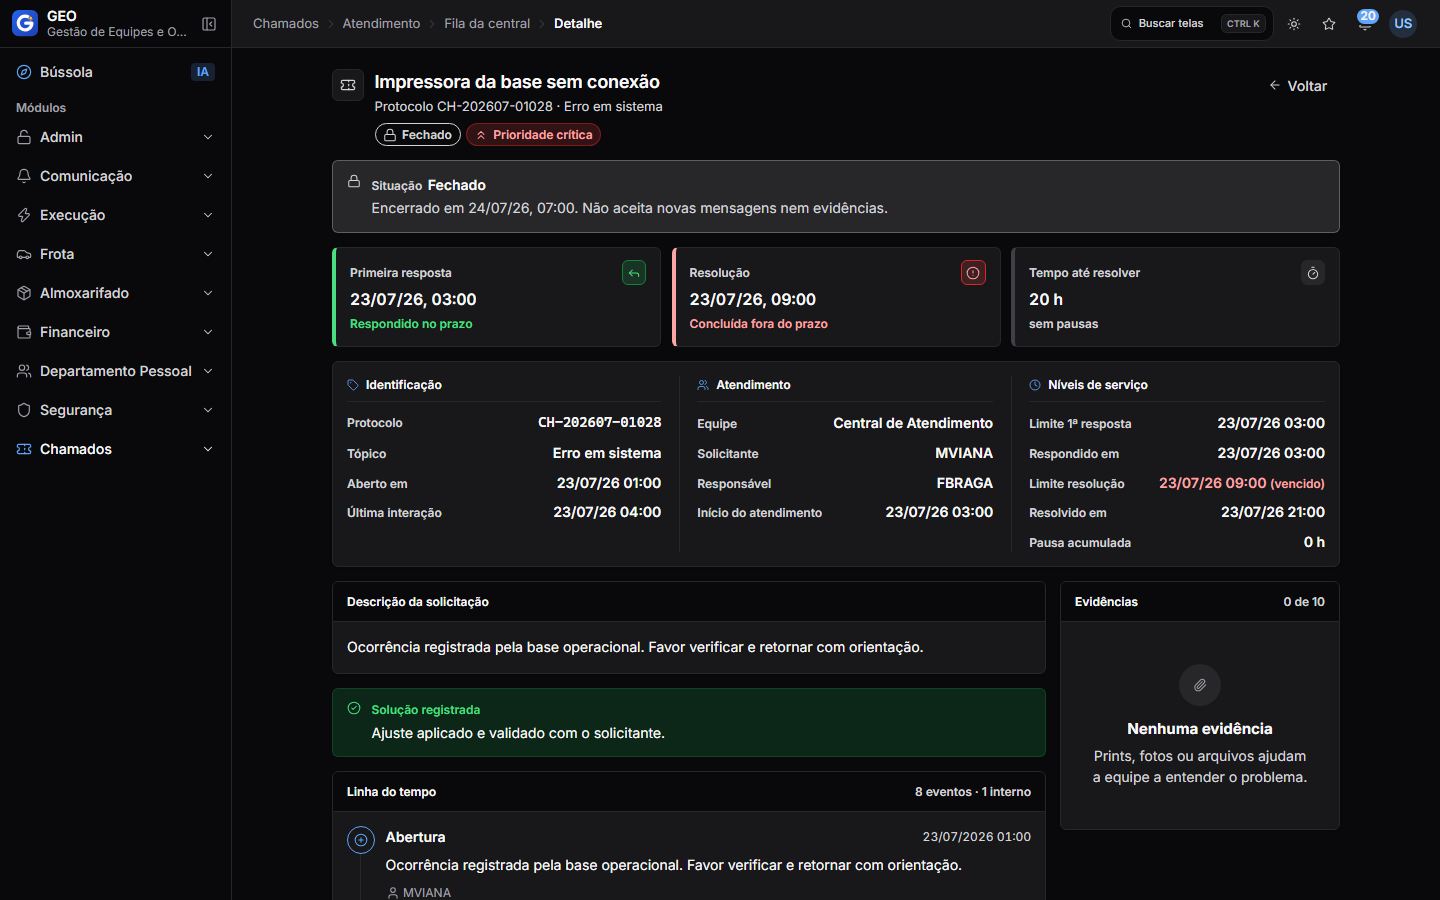 GEO
Gestão de Equipes e O...
Chamados
Atendimento
Fila da central
Detalhe
Buscar telas
CTRL K
20
US
Bússola
IA
Módulos
Admin
Comunicação
Execução
Frota
Almoxarifado
Financeiro
Departamento Pessoal
Segurança
Chamados
Impressora da base sem conexão
Protocolo CH-202607-01028 · Erro em sistema
Fechado
Prioridade crítica
Voltar
Situação Fechado
Encerrado em 24/07/26, 07:00. Não aceita novas mensagens nem evidências.
Primeira resposta
23/07/26, 03:00
Respondido no prazo
Resolução
23/07/26, 09:00
Concluída fora do prazo
Tempo até resolver
20 h
sem pausas
Identificação
Protocolo CH-202607-01028
Tópico Erro em sistema
Aberto em 23/07/26 01:00
Última interação 23/07/26 04:00
Atendimento
Equipe Central de Atendimento
Solicitante MVIANA
Responsável FBRAGA
Início do atendimento 23/07/26 03:00
Níveis de serviço
Limite 1ª resposta 23/07/26 03:00
Respondido em 23/07/26 03:00
Limite resolução 23/07/26 09:00 (vencido)
Resolvido em 23/07/26 21:00
Pausa acumulada 0 h
Descrição da solicitação
Ocorrência registrada pela base operacional. Favor verificar e retornar com orientação.
Solução registrada
Ajuste aplicado e validado com o solicitante.
Evidências 0 de 10
Nenhuma evidência
Prints, fotos ou arquivos ajudam
a equipe a entender o problema.
Linha do tempo 8 eventos · 1 interno
Abertura 23/07/2026 01:00
Ocorrência registrada pela base operacional. Favor verificar e retornar com orientação.
MVIANA